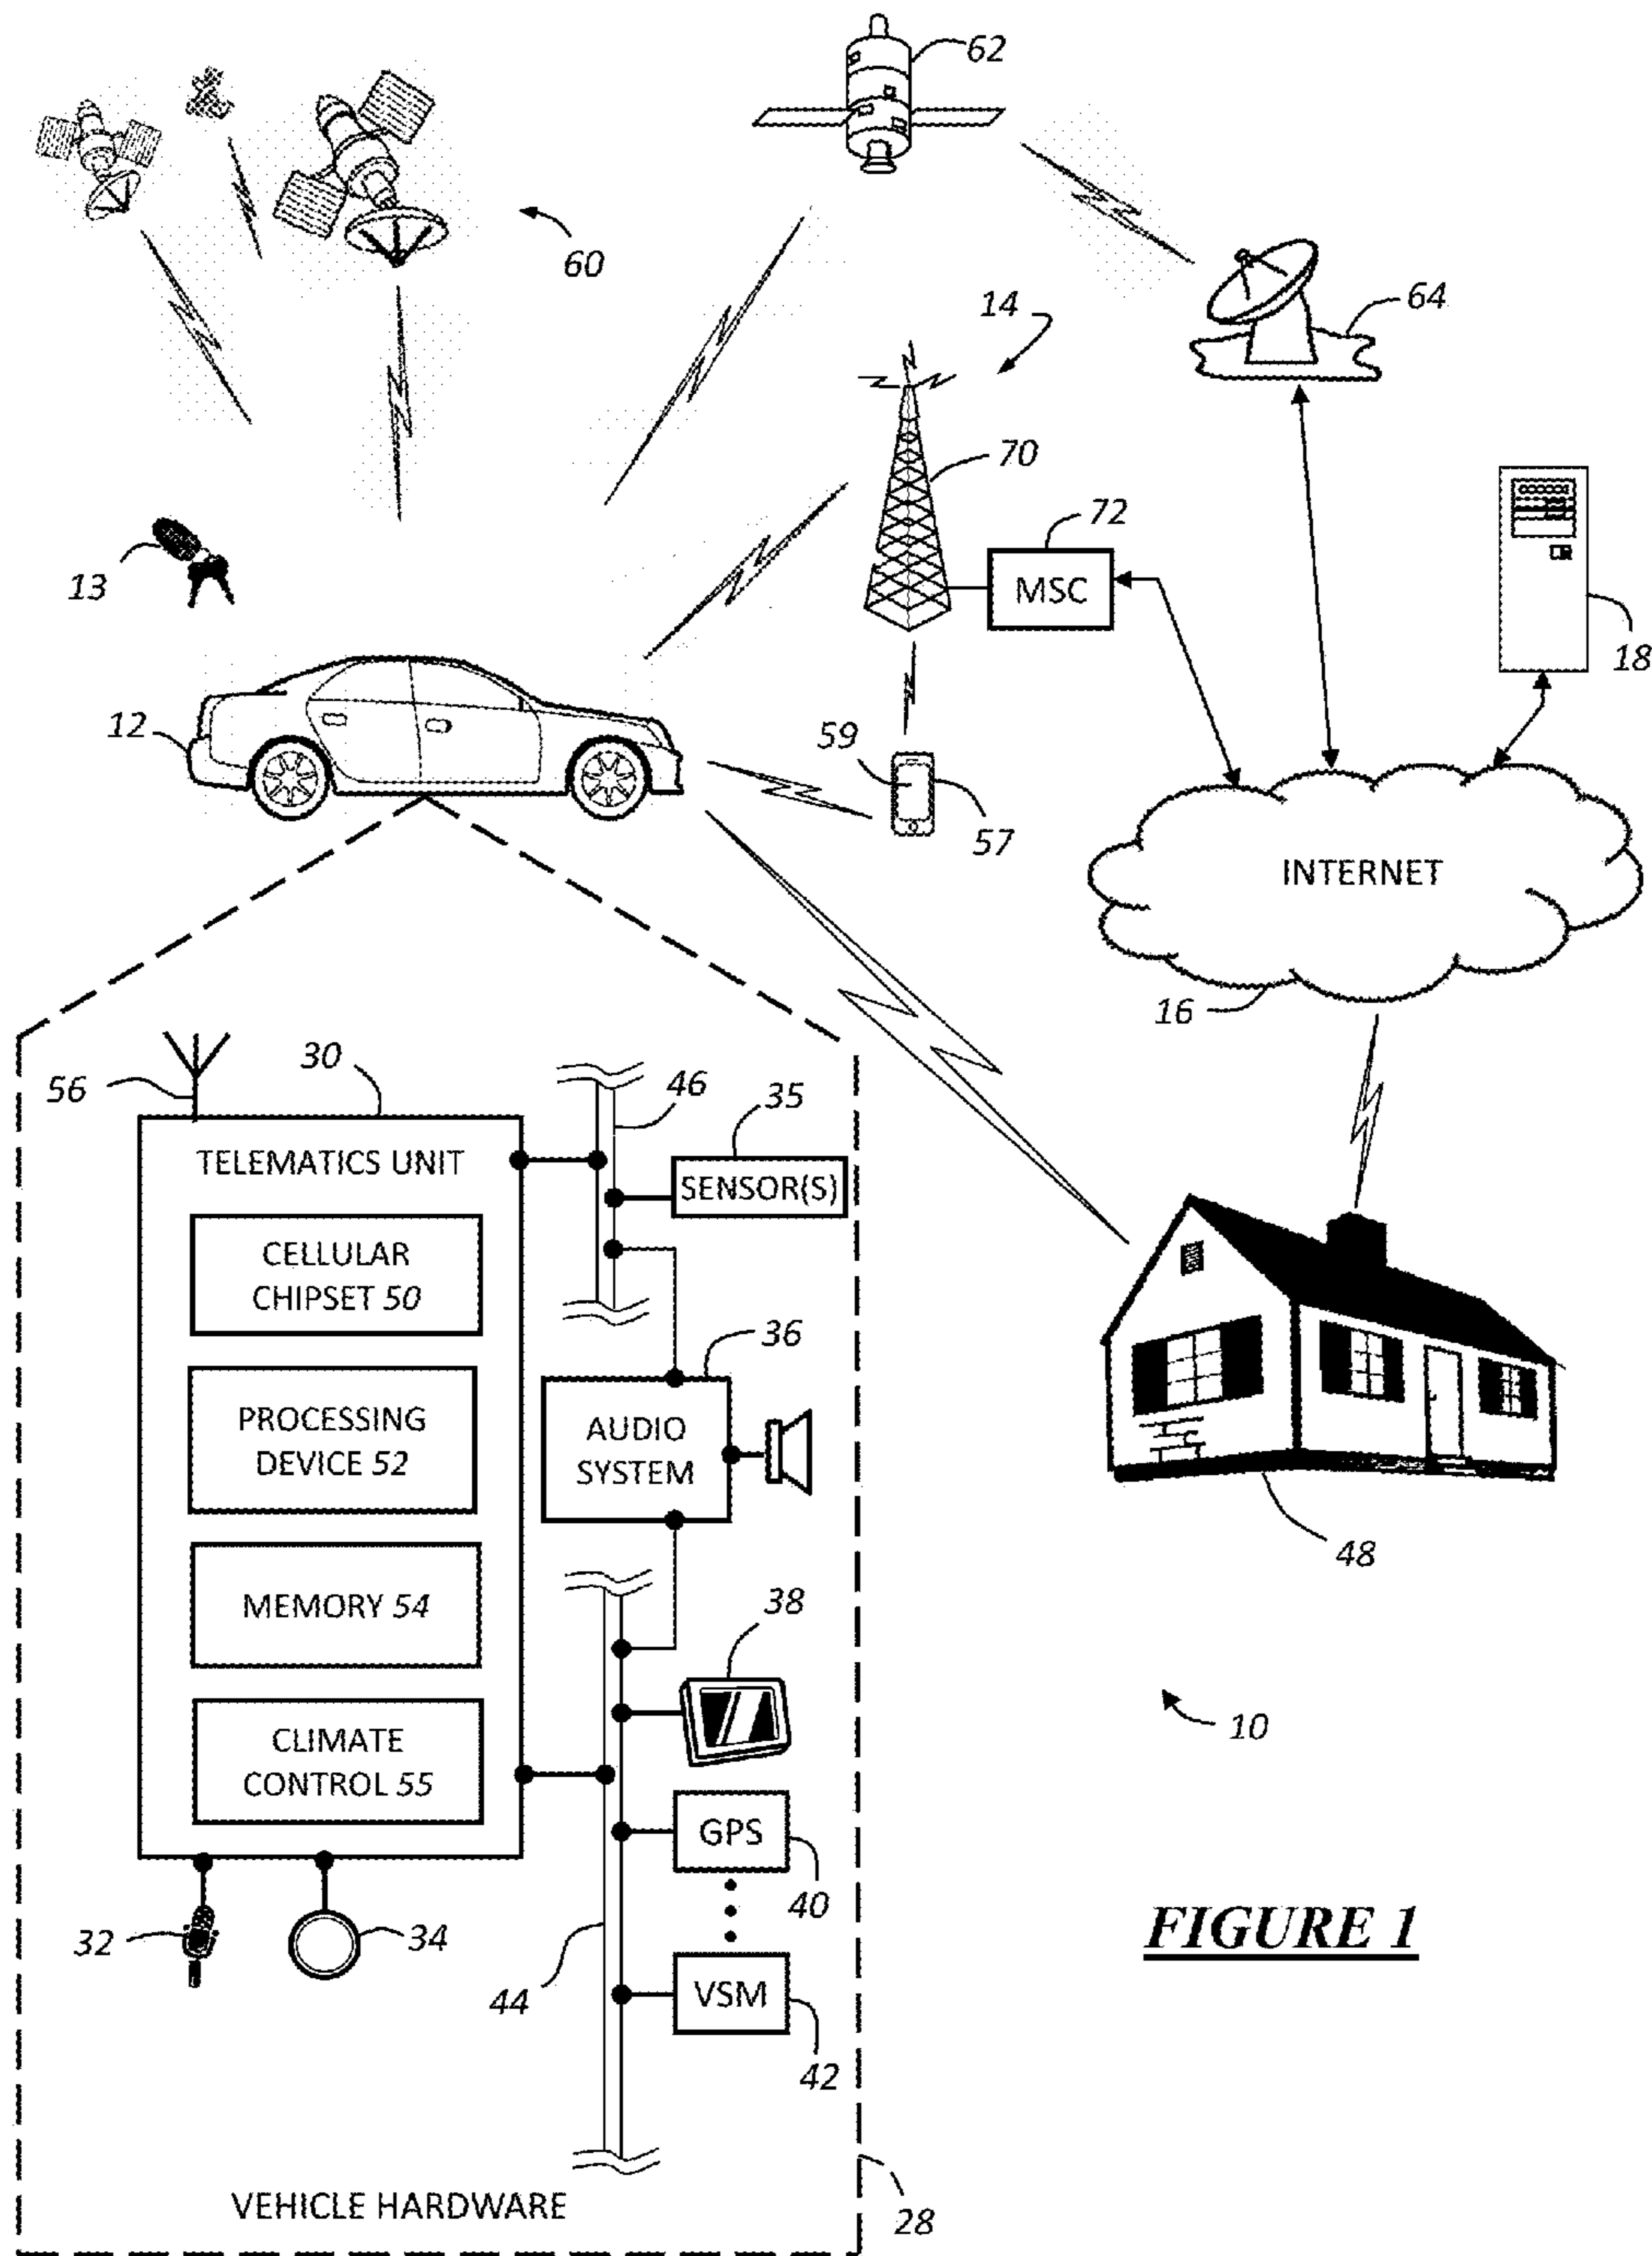 62
60
64
14
70
72
MSC
13
18
12
59
57
INTERNET
16
56
30
46
35
TELEMATICS UNIT
SENSOR(S)
CELLULAR
CHIPSET 50
36
PROCESSING
DEVICE 52
AUDIO
SYSTEM
48
MEMORY 54
38
10
CLIMATE
CONTROL 55
GPS
40
32
34
44
VSM
42
FIGURE 1
VEHICLE HARDWARE
28